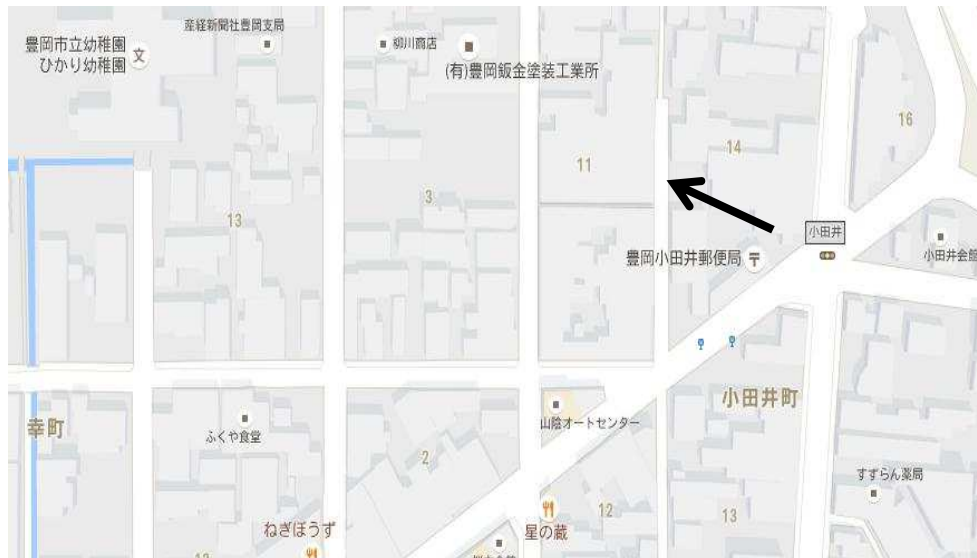 産経新聞社豊岡支局
豊岡市立幼稚園
ひかり幼稚園
文
柳川商店
(有)豊岡鈑金塗装工業所
16
14
11
3
13
小田井
豊岡小田井郵便局
小田井会館
小田井町
幸町
ふくや食堂
山陰オートセンター
2
すずらん薬局
12
13
ねぎぼうず
星の蔵